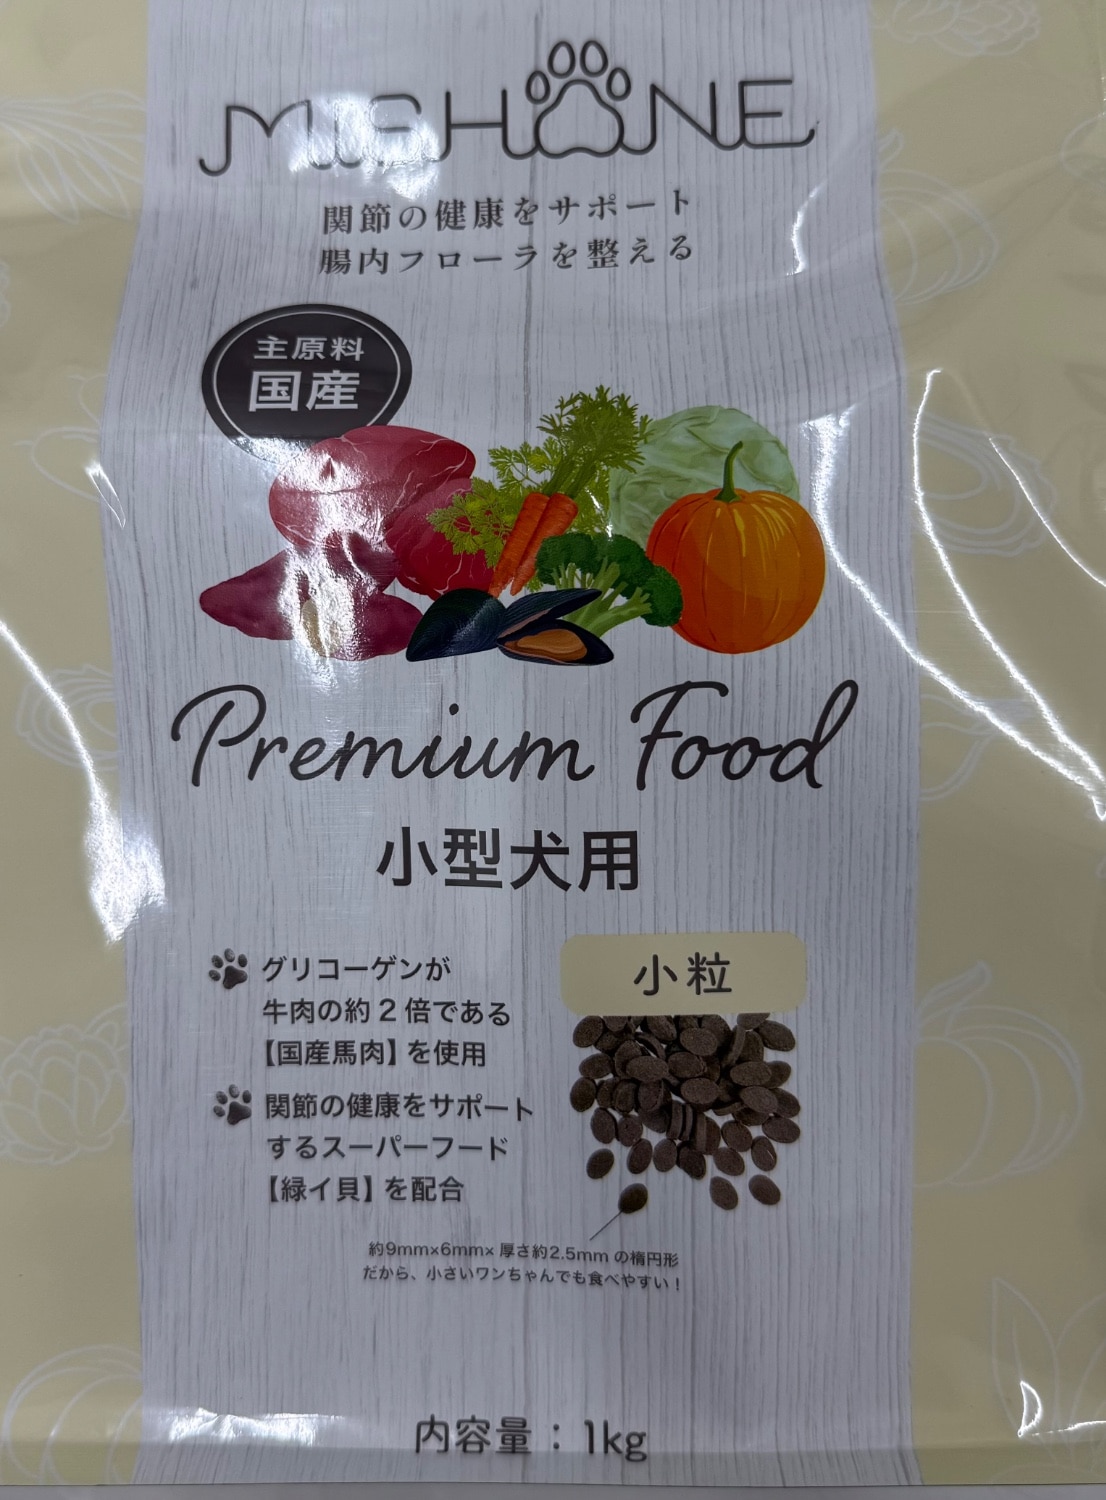 MISHONE
関節の健康をサポート
腸内フローラを整える
主原料
国産
Premium Food
小型犬用
グリコーゲンが
牛肉の約2倍である
【国産馬肉】を使用
関節の健康をサポート
するスーパーフード
【緑イ貝】を配合
小粒
約9mm×6mm×厚さ約2.5mmの楕円形
だから、小さいワンちゃんでも食べやすい！
内容量：1kg